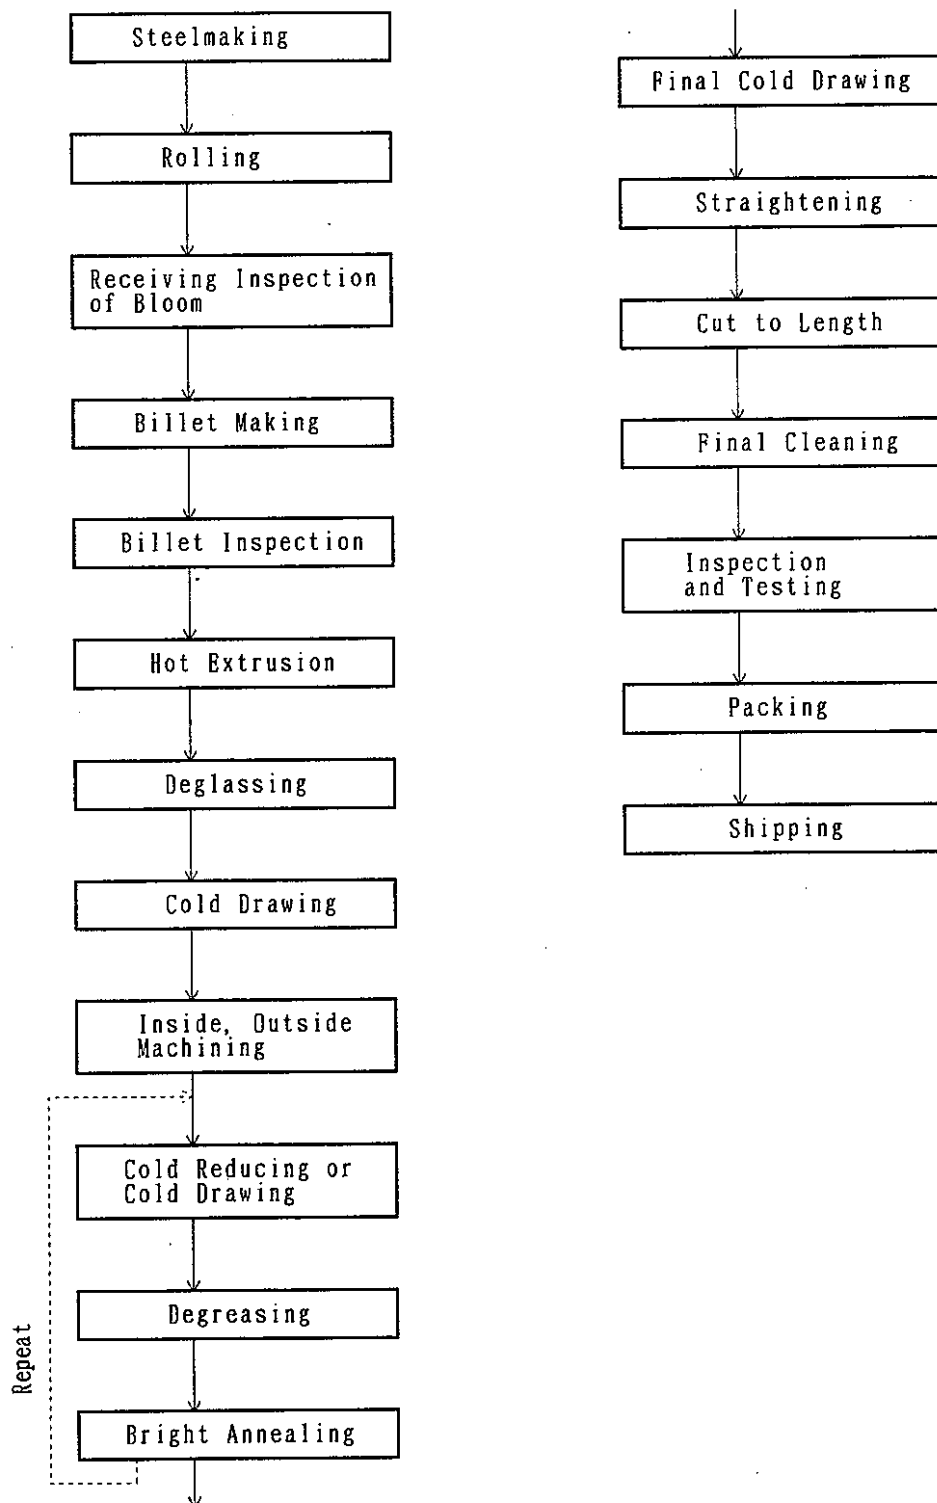 Steelmaking
Rolling
Receiving Inspection
of Bloom
Billet Making
Billet Inspection
Hot Extrusion
Deglassing
Cold Drawing
Inside, Outside
Machining
Cold Reducing or
Cold Drawing
Degreasing
Bright Annealing
Repeat
Final Cold Drawing
Straightening
Cut to Length
Final Cleaning
Inspection
and Testing
Packing
Shipping